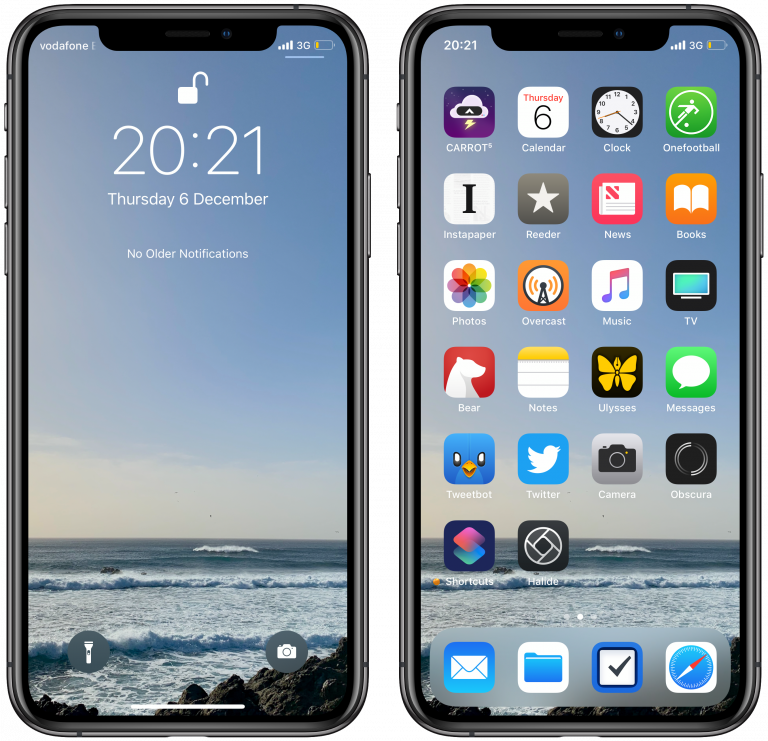 vodafone
3G
20:21
Thursday 6 December
No Older Notifications
20:21
3G
Thursday
6
12
CARROT⁵
Calendar
Clock
Onefootball
I
N
Instapaper
Reeder
News
Books
Photos
Overcast
Music
TV
Bear
Notes
Ulysses
Messages
Tweetbot
Twitter
Camera
Obscura
Shortcuts
Halide